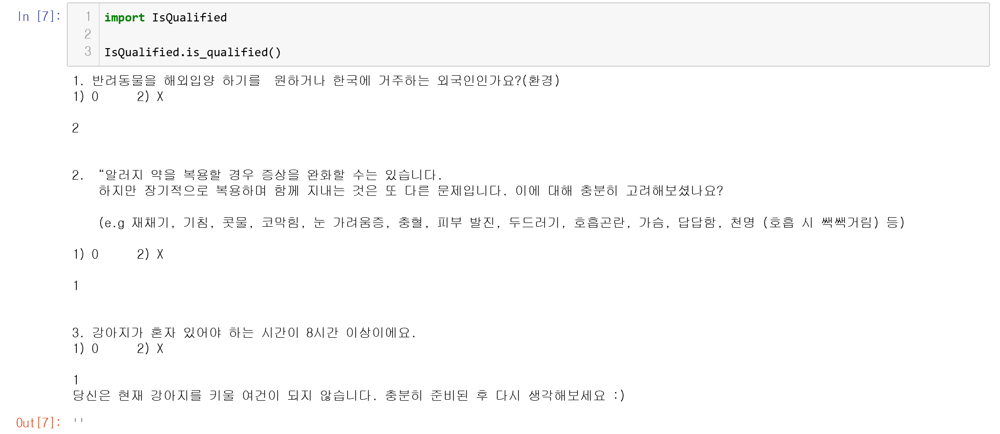 In [7]:
1 import IsQualified
2
3 IsQualified.is_qualified()
1. 반려동물을 해외입양 하기를  원하거나 한국에 거주하는 외국인인가요?(환경)
1) O     2) X
2
2.  “알러지 약을 복용할 경우 증상을 완화할 수는 있습니다.
하지만 장기적으로 복용하며 함께 지내는 것은 또 다른 문제입니다. 이에 대해 충분히 고려해보셨나요?
(e.g 재채기, 기침, 콧물, 코막힘, 눈 가려움증, 충혈, 피부 발진, 두드러기, 호흡곤란, 가슴, 답답함, 천명 (호흡 시 쌕쌕거림) 등)
1) O     2) X
1
3. 강아지가 혼자 있어야 하는 시간이 8시간 이상이에요.
1) O     2) X
1
당신은 현재 강아지를 키울 여건이 되지 않습니다. 충분히 준비된 후 다시 생각해보세요 :)
Out[7]: ''